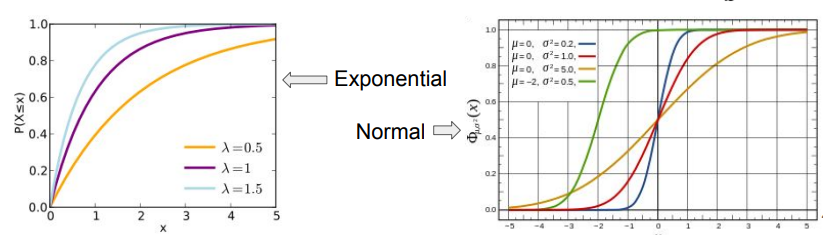 1.0
0.8
0.6
0.4
0.2
0.0
P(X≤x)
0 1 2 3 4 5
x
λ=0.5
λ=1
λ=1.5
Exponential
Normal
Φμ,σ²(x)
1.0
0.8
0.6
0.4
0.2
0.0
μ=0, σ²=0.2,
μ=0, σ²=1.0,
μ=0, σ²=5.0,
μ=−2, σ²=0.5,
−5 −4 −3 −2 −1 0 1 2 3 4 5